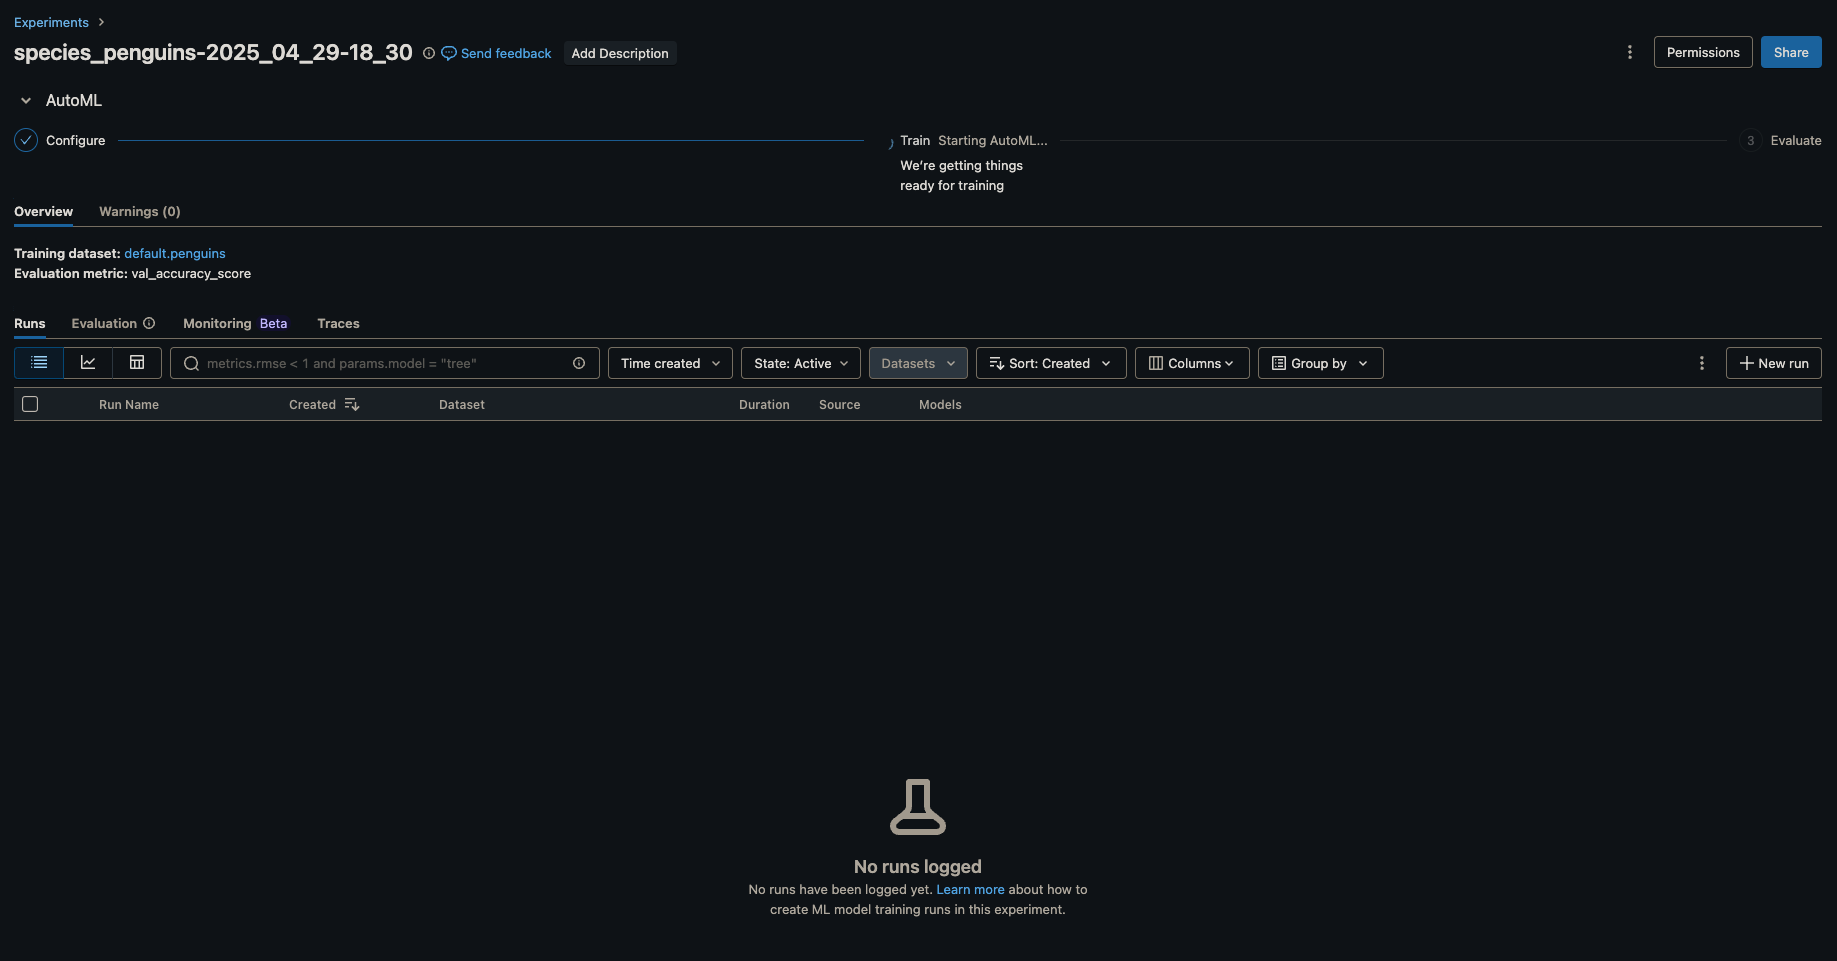 Experiments
species_penguins-2025_04_29-18_30 Send feedback Add Description
Permissions Share
AutoML
Configure
Train Starting AutoML...
We're getting things
ready for training
3 Evaluate
Overview Warnings (0)
Training dataset: default.penguins
Evaluation metric: val_accuracy_score
Runs Evaluation Monitoring Beta Traces
metrics.rmse < 1 and params.model = "tree" Time created State: Active Datasets Sort: Created Columns Group by New run
Run Name Created Dataset Duration Source Models
No runs logged
No runs have been logged yet. Learn more about how to
create ML model training runs in this experiment.